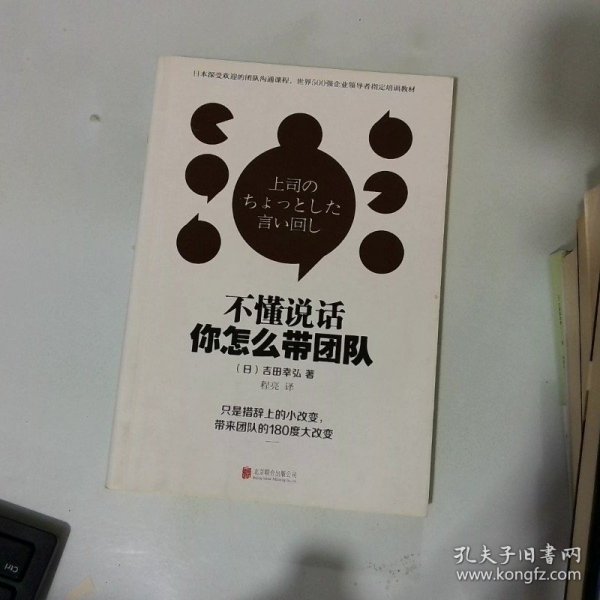 日本深受欢迎的团队沟通课程，世界500强企业领导者指定培训教材
上司の
ちょっとした
言い回し
不懂说话
你怎么带团队
（日）吉田幸弘 著
程亮 译
只是措辞上的小改变，
带来团队的180度大改变
北京联合出版公司
Ctrl
孔夫子旧书网
www.kongfz.com